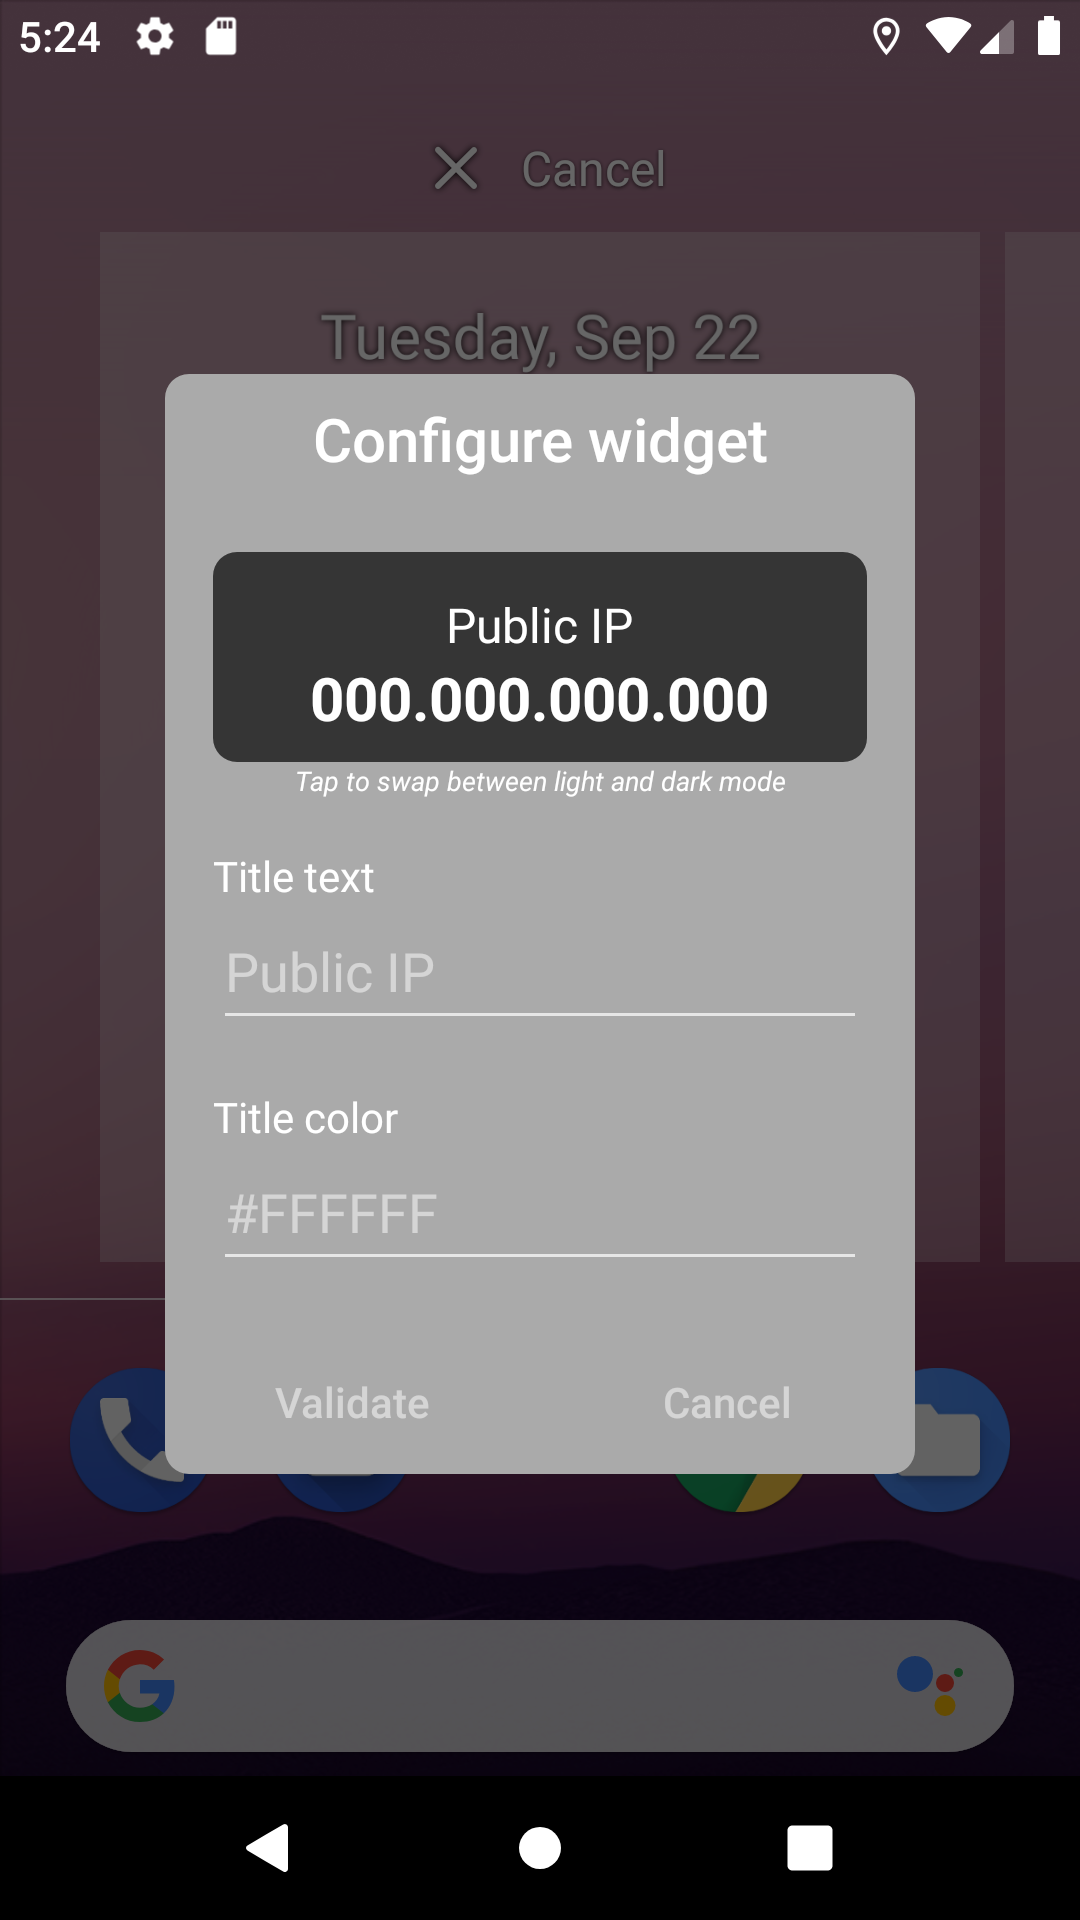 5:24
Cancel
Tuesday, Sep 22
Configure widget
Public IP
000.000.000.000
Tap to swap between light and dark mode
Title text
Public IP
Title color
#FFFFFF
Validate
Cancel